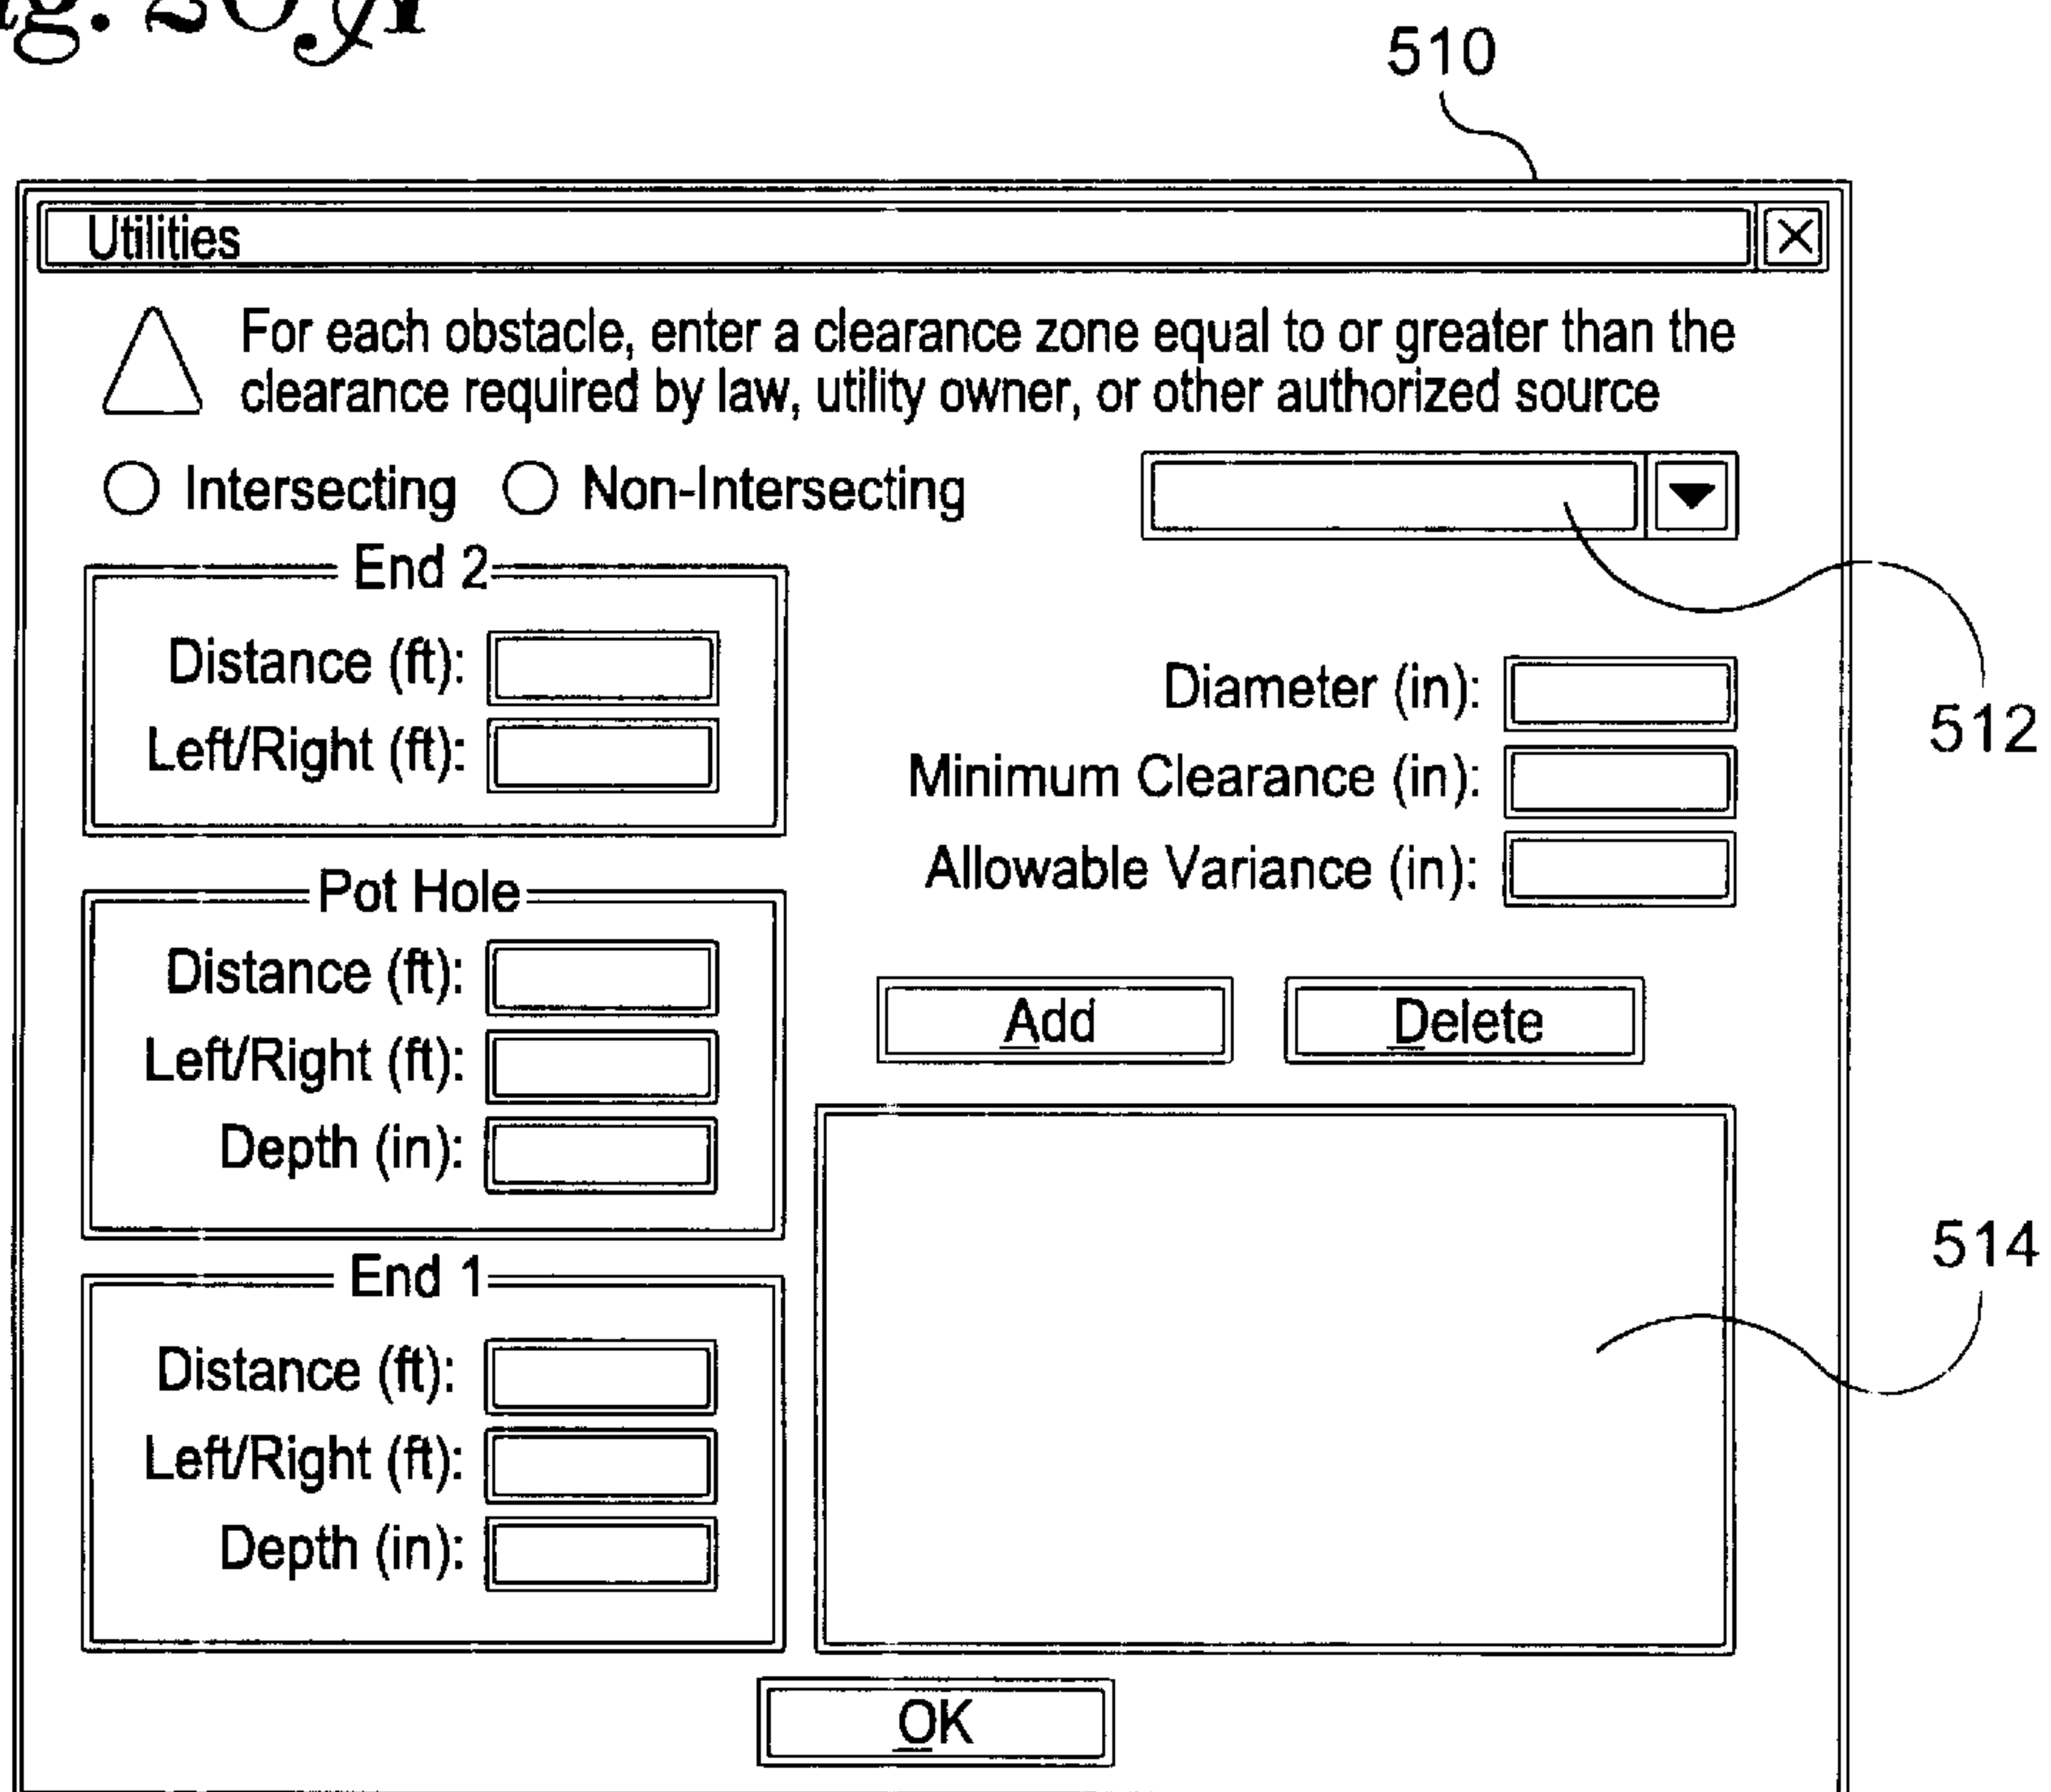 20A
510
Utilities
For each obstacle, enter a clearance zone equal to or greater than the
clearance required by law, utility owner, or other authorized source
Intersecting Non-Intersecting
512
End 2
Distance (ft):
Left/Right (ft):
Diameter (in):
Minimum Clearance (in):
Allowable Variance (in):
Pot Hole
Distance (ft):
Left/Right (ft):
Depth (in):
Add Delete
514
End 1
Distance (ft):
Left/Right (ft):
Depth (in):
OK